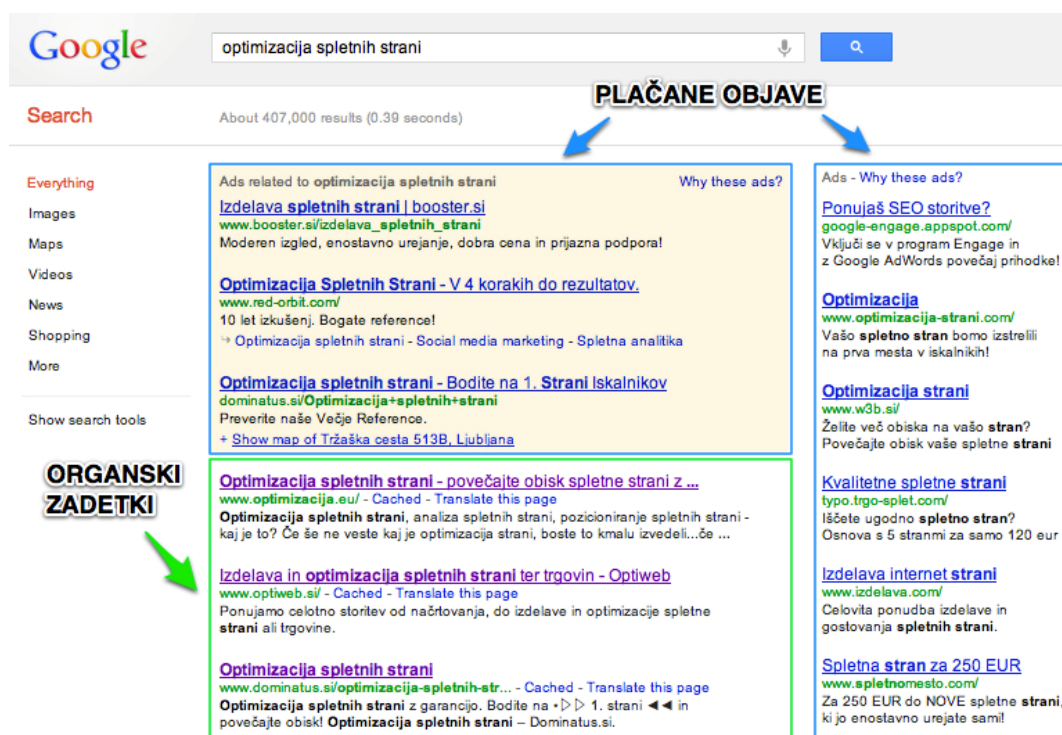 Google
optimizacija spletnih strani
PLAČANE OBJAVE
Search
About 407,000 results (0.39 seconds)
Everything
Images
Maps
Videos
News
Shopping
More
Show search tools
Ads related to optimizacija spletnih strani
Why these ads?
Izdelava spletnih strani | booster.si
www.booster.si/izdelava_spletnih_strani
Moderen izgled, enostavno urejanje, dobra cena in prijazna podpora!
Optimizacija Spletnih Strani - V 4 korakih do rezultatov.
www.red-orbit.com/
10 let izkušenj. Bogate reference!
Optimizacija spletnih strani - Social media marketing - Spletna analitika
Optimizacija spletnih strani - Bodite na 1. Strani Iskalnikov
dominatus.si/Optimizacija+spletnih+strani
Preverite naše Večje Reference.
+ Show map of Tržaška cesta 513B, Ljubljana
ORGANSKI
ZADETKI
Optimizacija spletnih strani - povečajte obisk spletne strani z ...
www.optimizacija.eu/ - Cached - Translate this page
Optimizacija spletnih strani, analiza spletnih strani, pozicioniranje spletnih strani -
kaj je to? Če še ne veste kaj je optimizacija strani, boste to kmalu izvedeli...če ...
Izdelava in optimizacija spletnih strani ter trgovin - Optiweb
www.optiweb.si/ - Cached - Translate this page
Ponujamo celotno storitev od načrtovanja, do izdelave in optimizacije spletne
strani ali trgovine.
Optimizacija spletnih strani
www.dominatus.si/optimizacija-spletnih-str... - Cached - Translate this page
Optimizacija spletnih strani z garancijo. Bodite na •▷▷ 1. strani ◄◄ in
povečajte obisk! Optimizacija spletnih strani – Dominatus.si.
Ads - Why these ads?
Ponujaš SEO storitve?
google-engage.appspot.com/
Vključi se v program Engage in
z Google AdWords povečaj prihodke!
Optimizacija
www.optimizacija-strani.com/
Vašo spletno stran bomo izstrelili
na prva mesta v iskalnikih!
Optimizacija strani
www.w3b.si/
Želite več obiska na vašo stran?
Povečajte obisk vaše spletne strani
Kvalitetne spletne strani
typo.trgo-splet.com/
Iščete ugodno spletno stran?
Osnova s 5 stranmi za samo 120 eur
Izdelava internet strani
www.izdelava.com/
Celovita ponudba izdelave in
gostovanja spletnih strani.
Spletna stran za 250 EUR
www.spletnomesto.com/
Za 250 EUR do NOVE spletne strani,
ki jo enostavno urejate sami!